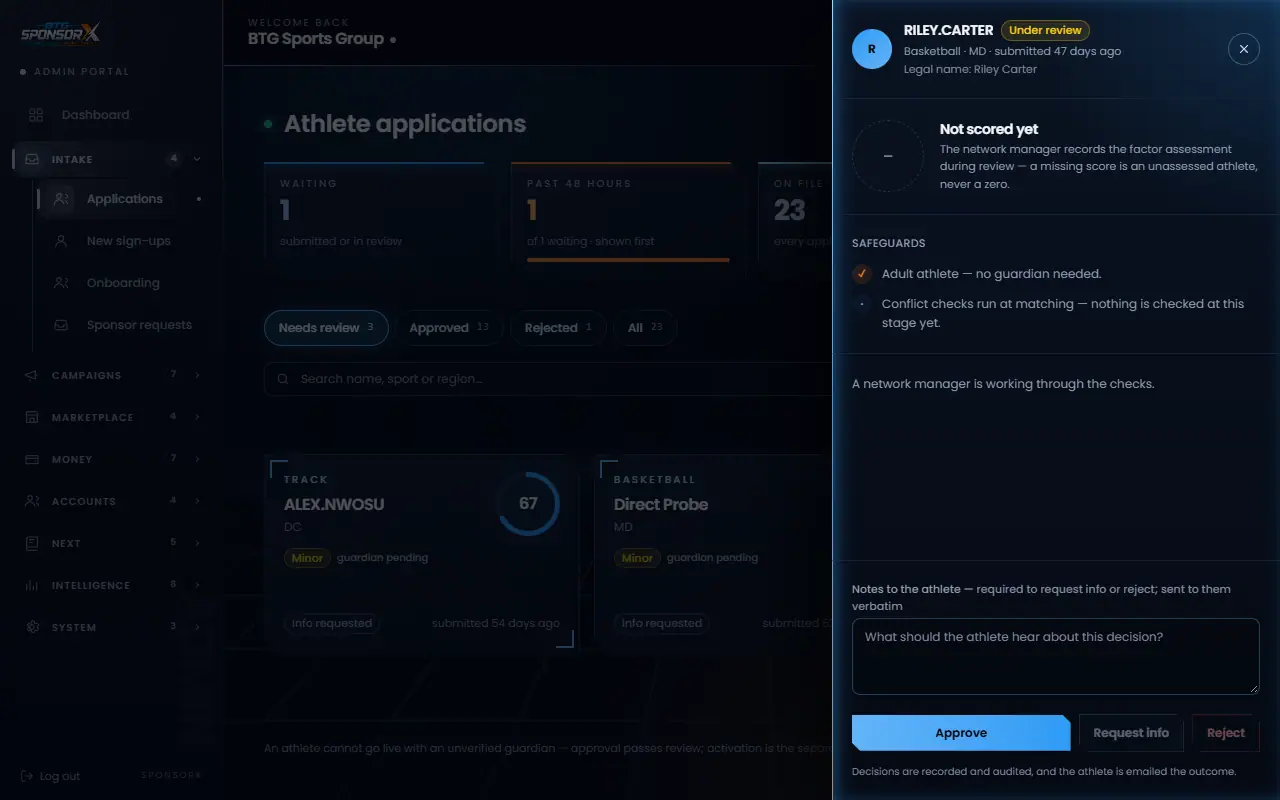 BTG
SPONSORX
ADMIN PORTAL
Dashboard
INTAKE 4
Applications
New sign-ups
Onboarding
Sponsor requests
CAMPAIGNS 7
MARKETPLACE 4
MONEY 7
ACCOUNTS 4
NEXT 5
INTELLIGENCE 8
SYSTEM 3
Log out
SPONSORX
WELCOME BACK
BTG Sports Group
Athlete applications
WAITING
1
submitted or in review
PAST 48 HOURS
1
of 1 waiting · shown first
ON FILE
23
every
Needs review 3
Approved 13
Rejected 1
All 23
Search name, sport or region…
TRACK
ALEX.NWOSU
DC
67
Minor guardian pending
Info requested
submitted 54 days ago
BASKETBALL
Direct Probe
MD
Minor guardian pending
Info requested
submitted
An athlete cannot go live with an unverified guardian — approval passes review; activation is the
R
RILEY.CARTER Under review
Basketball · MD · submitted 47 days ago
Legal name: Riley Carter
–
Not scored yet
The network manager records the factor assessment
during review — a missing score is an unassessed athlete,
never a zero.
SAFEGUARDS
✓ Adult athlete — no guardian needed.
· Conflict checks run at matching — nothing is checked at this
stage yet.
A network manager is working through the checks.
Notes to the athlete — required to request info or reject; sent to them
verbatim
What should the athlete hear about this decision?
Approve
Request info
Reject
Decisions are recorded and audited, and the athlete is emailed the outcome.